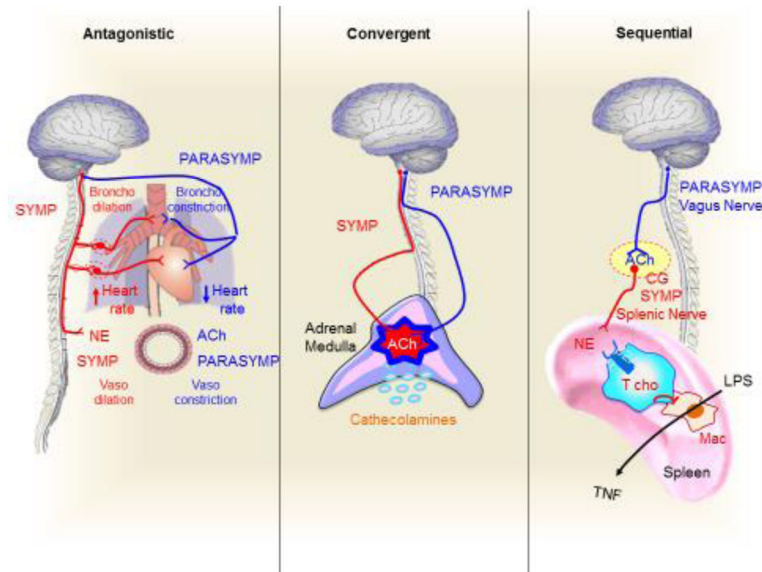 Antagonistic
PARASYMP
SYMP
Broncho
dilation
Broncho
constriction
Heart
rate
Heart
rate
NE
ACh
SYMP
PARASYMP
Vaso
dilation
Vaso
constriction
Convergent
PARASYMP
SYMP
Adrenal
Medulla
ACh
Cathecolamines
Sequential
PARASYMP
Vagus Nerve
ACh
CG
SYMP
Splenic Nerve
NE
T cho
LPS
Mac
Spleen
TNF